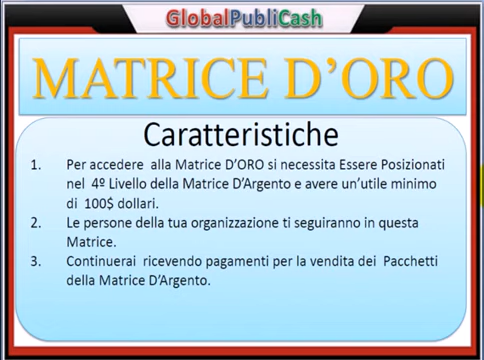 GlobalPubliCash
MATRICE D'ORO
Caratteristiche
1. Per accedere alla Matrice D'ORO si necessita Essere Posizionati
nel 4º Livello della Matrice D'Argento e avere un'utile minimo
di 100$ dollari.
2. Le persone della tua organizzazione ti seguiranno in questa
Matrice.
3. Continuerai ricevendo pagamenti per la vendita dei Pacchetti
della Matrice D'Argento.